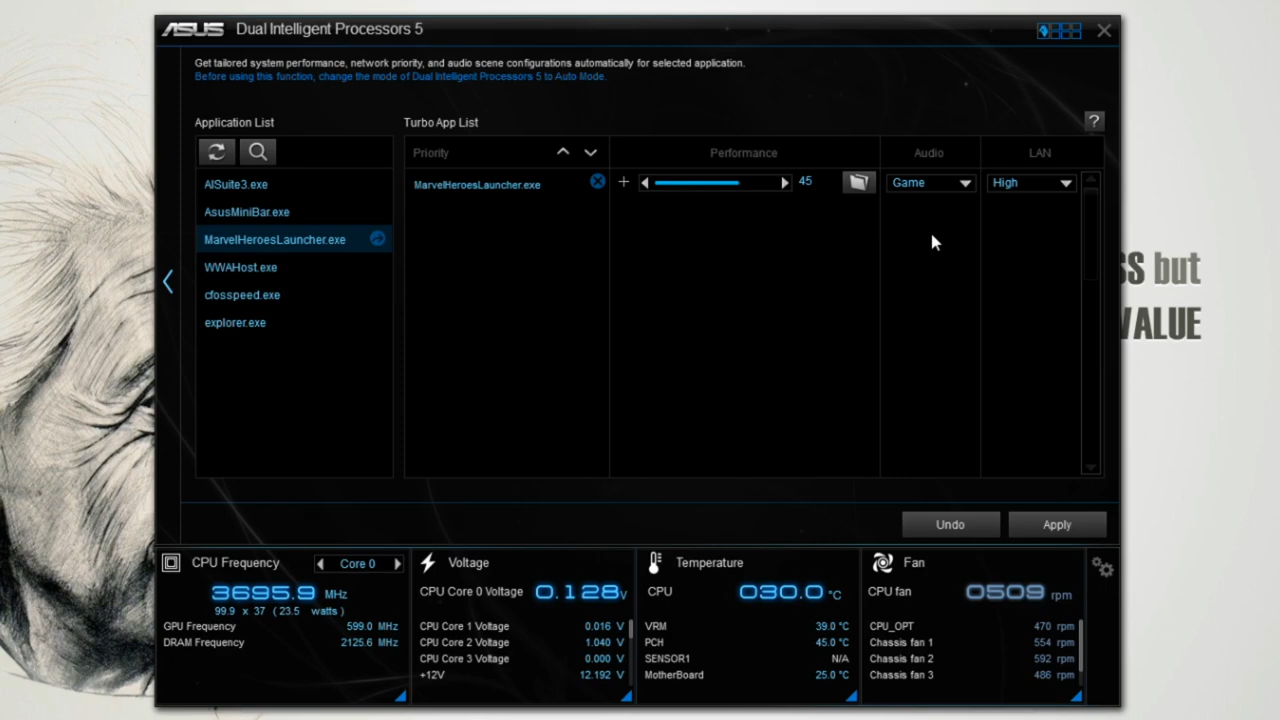 ASUS Dual Intelligent Processors 5
Get tailored system performance, network priority, and audio scene configurations automatically for selected application.
Before using this function, change the mode of Dual Intelligent Processors 5 to Auto Mode.
Application List
Turbo App List
?
Priority
Performance
Audio
LAN
AISuite3.exe
AsusMiniBar.exe
MarvelHeroesLauncher.exe
WWAHost.exe
cfosspeed.exe
explorer.exe
MarvelHeroesLauncher.exe
45
Game
High
SS but
VALUE
Undo
Apply
CPU Frequency
Core 0
3695.9 MHz
99.9 x 37 (23.5 watts)
GPU Frequency 599.0 MHz
DRAM Frequency 2125.6 MHz
Voltage
CPU Core 0 Voltage 0.128 V
CPU Core 1 Voltage 0.016 V
CPU Core 2 Voltage 1.040 V
CPU Core 3 Voltage 0.000 V
+12V 12.192 V
Temperature
CPU 030.0 °C
VRM 39.0 °C
PCH 45.0 °C
SENSOR1 N/A
MotherBoard 25.0 °C
Fan
CPU fan 0509 rpm
CPU_OPT 470 rpm
Chassis fan 1 554 rpm
Chassis fan 2 592 rpm
Chassis fan 3 486 rpm